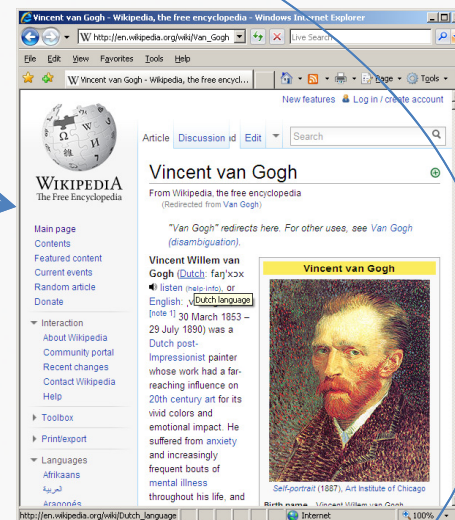 Vincent van Gogh - Wikipedia, the free encyclopedia - Windows Internet Explorer
W http://en.wikipedia.org/wiki/Van_Gogh
Live Search
File Edit View Favorites Tools Help
W Vincent van Gogh - Wikipedia, the free encycl...
Page Tools
New features Log in / create account
Article Discussion Edit Search
WIKIPEDIA
The Free Encyclopedia
Main page
Contents
Featured content
Current events
Random article
Donate
Interaction
About Wikipedia
Community portal
Recent changes
Contact Wikipedia
Help
Toolbox
Print/export
Languages
Afrikaans
العربية
Aragonés
Vincent van Gogh
From Wikipedia, the free encyclopedia
(Redirected from Van Gogh)
"Van Gogh" redirects here. For other uses, see Van Gogh
(disambiguation).
Vincent Willem van
Gogh (Dutch: faŋˈxɔx
listen (help·info), or
English:
Dutch language
[note 1] 30 March 1853 –
29 July 1890) was a
Dutch post-
Impressionist painter
whose work had a far-
reaching influence on
20th century art for its
vivid colors and
emotional impact. He
suffered from anxiety
and increasingly
frequent bouts of
mental illness
throughout his life, and
Vincent van Gogh
Self-portrait (1887), Art Institute of Chicago
Birth name Vincent Willem van Gogh
http://en.wikipedia.org/wiki/Dutch_language
Internet
100%